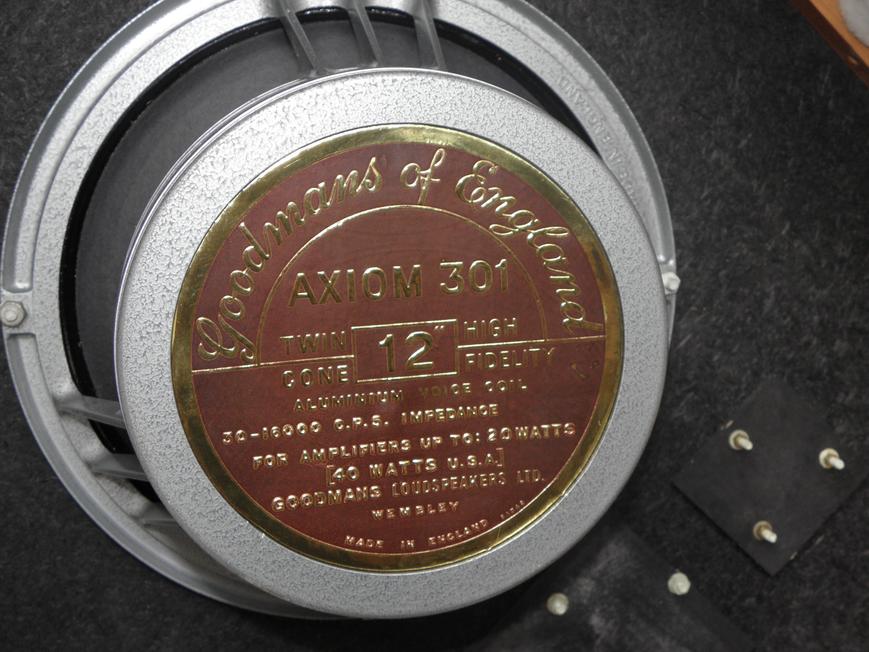 Goodmans of England
AXIOM 301
TWIN CONE
12"
HIGH FIDELITY
ALUMINIUM VOICE COIL
30-16000 C.P.S. IMPEDANCE
FOR AMPLIFIERS UP TO: 20 WATTS
[40 WATTS U.S.A.]
GOODMANS LOUDSPEAKERS LTD.
WEMBLEY
MADE IN ENGLAND